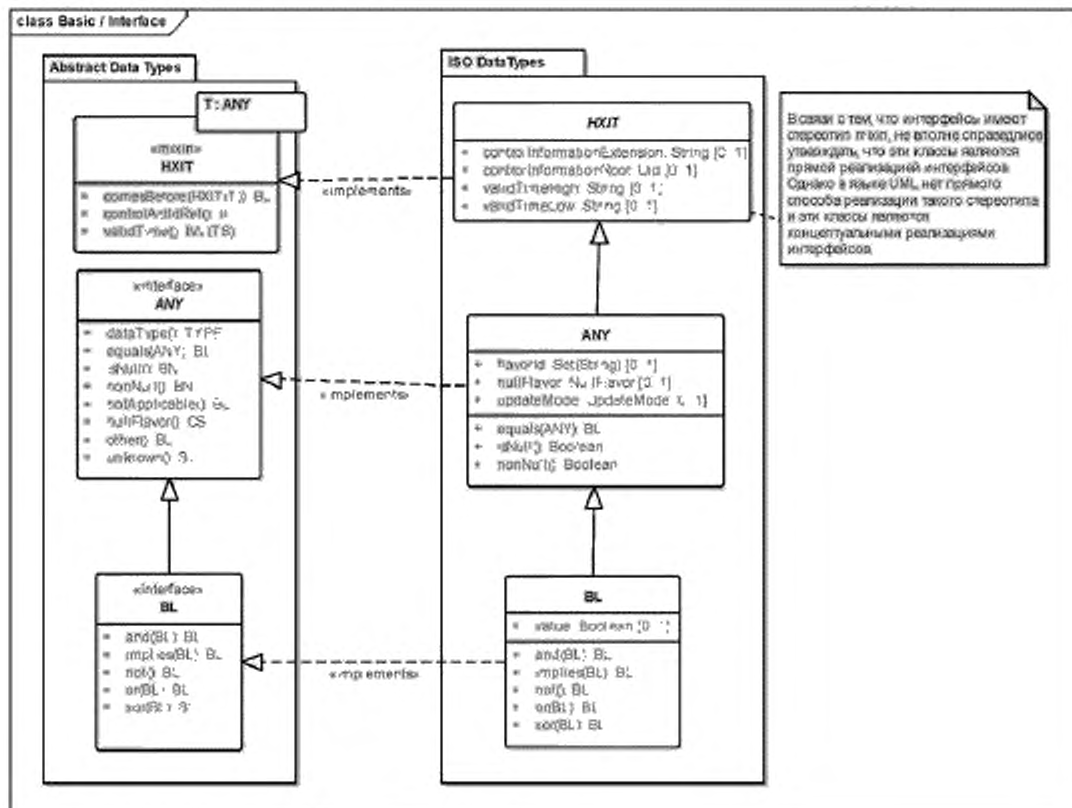 class Basic / Interface
Abstract Data Types
T: ANY
«mixin»
HXIT
comesBefore(HXIT(T)) BL
validTime() (TS)
«interface»
ANY
dataType() TYPE
equals(ANY) BL
isNull() BN
nonNull() BN
notApplicable() BL
nullFlavor() CS
other() BL
unknown()
«interface»
BL
and(BL) BL
implies(BL) BL
not() BL
or(BL) BL
xor(BL)
«implements»
«implements»
«implements»
ISO DataTypes
HXIT
controlInformationExtension: String [0..1]
controlInformationRoot: Uid [0..1]
validTimeHigh: String [0..1]
validTimeLow: String [0..1]
ANY
flavorId: Set(String) [0..1]
nullFlavor: NullFlavor [0..1]
updateMode: UpdateMode [0..1]
equals(ANY): BL
isNull(): Boolean
nonNull(): Boolean
BL
value: Boolean [0..1]
and(BL): BL
implies(BL): BL
not(): BL
or(BL): BL
xor(BL): BL
В связи с тем, что интерфейсы имеют
стереотип mixin, не вполне справедливо
утверждать, что эти классы являются
прямой реализацией интерфейсов.
Однако в языке UML нет прямого
способа реализации такого стереотипа
и эти классы являются
концептуальными реализациями
интерфейсов